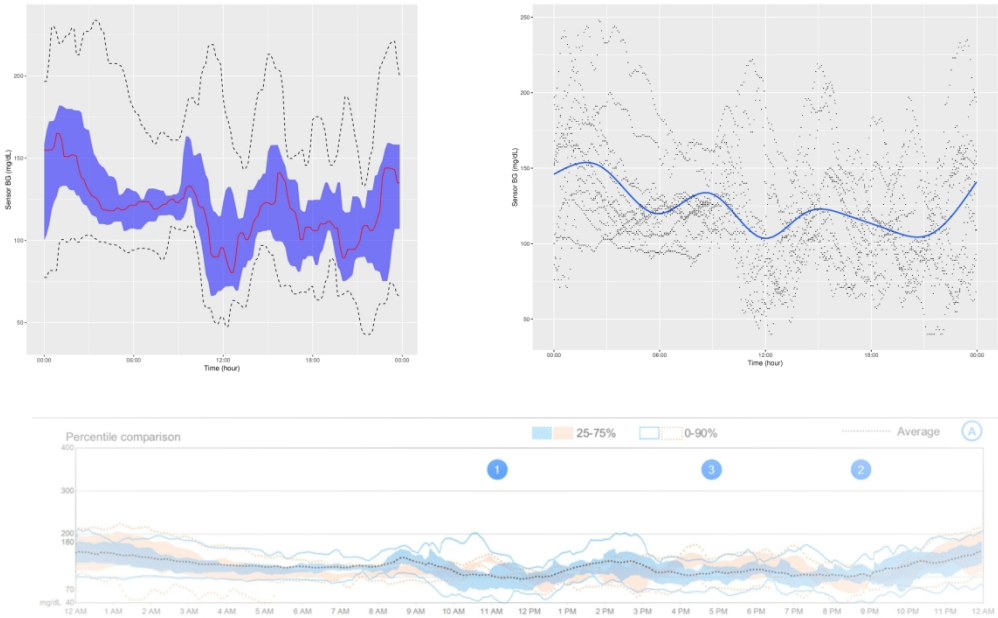 Sensor BG (mg/dL)
200
150
100
50
00:00 06:00 12:00 18:00 00:00
Time (hour)
Sensor BG (mg/dL)
250
200
150
100
50
00:00 06:00 12:00 18:00 00:00
Time (hour)
Percentile comparison
25-75% 0-90% Average A
400
300
200
180
70
mg/dL 40
1 3 2
12 AM 1 AM 2 AM 3 AM 4 AM 5 AM 6 AM 7 AM 8 AM 9 AM 10 AM 11 AM 12 PM 1 PM 2 PM 3 PM 4 PM 5 PM 6 PM 7 PM 8 PM 9 PM 10 PM 11 PM 12 AM